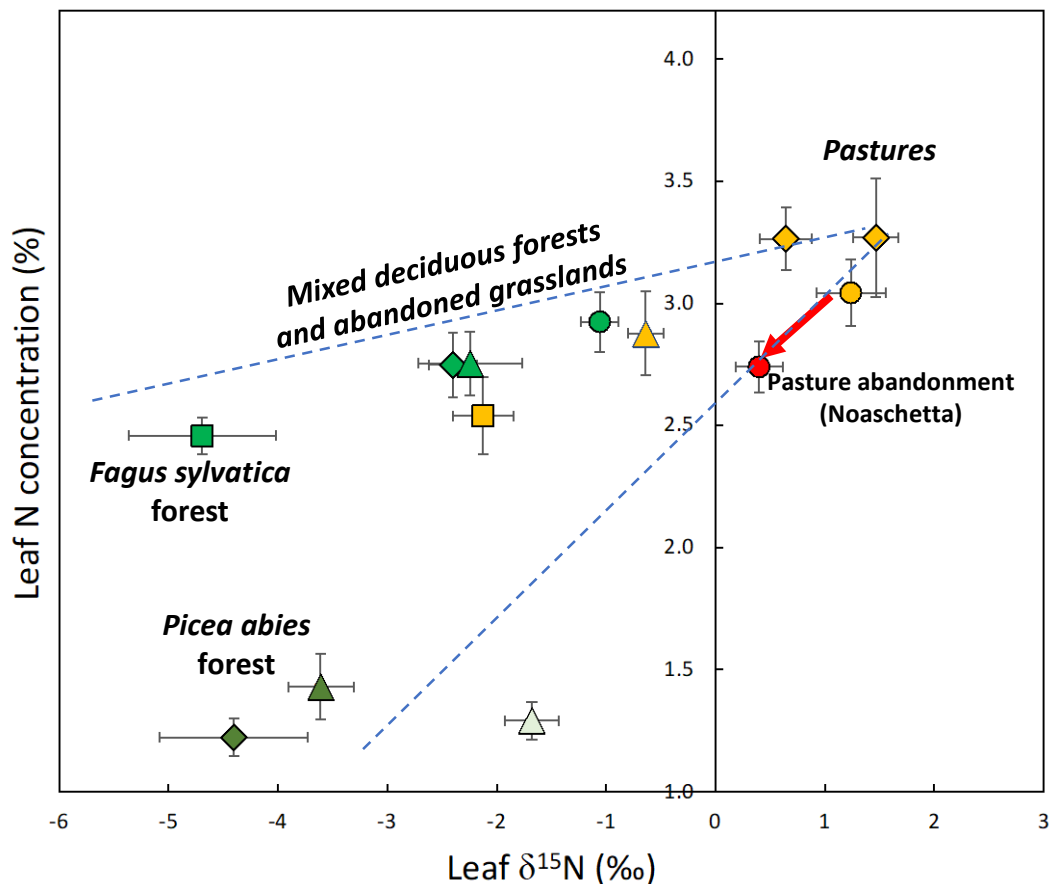 4.0
Pastures
3.5
Mixed deciduous forests
and abandoned grasslands
3.0
Pasture abandonment
(Noaschetta)
2.5
Fagus sylvatica
forest
2.0
Picea abies
forest
1.5
1.0
-6 -5 -4 -3 -2 -1 0 1 2 3
Leaf δ¹⁵N (‰)
Leaf N concentration (%)